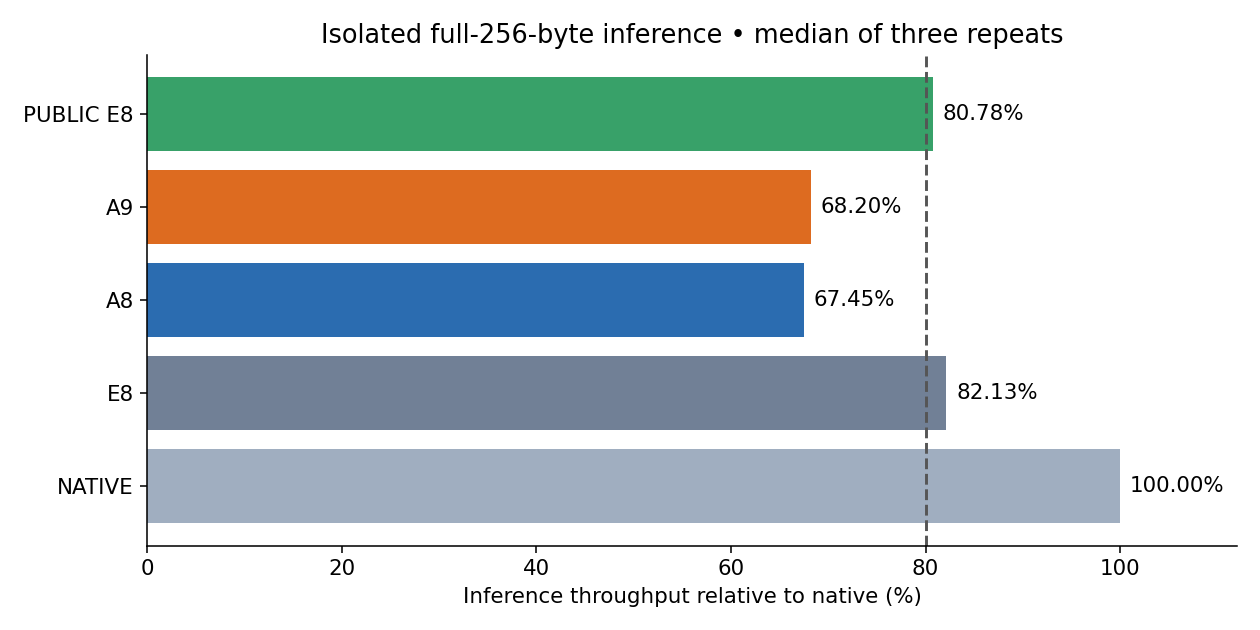 Isolated full-256-byte inference • median of three repeats
PUBLIC E8 80.78%
A9 68.20%
A8 67.45%
E8 82.13%
NATIVE 100.00%
0 20 40 60 80 100
Inference throughput relative to native (%)